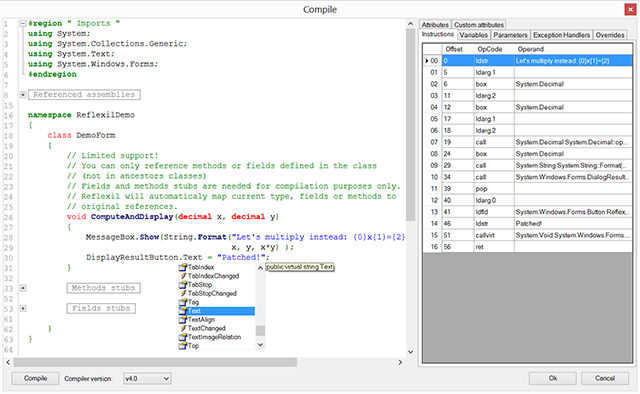 Compile
1 #region " Imports "
2 using System;
3 using System.Collections.Generic;
4 using System.Text;
5 using System.Windows.Forms;
6 #endregion
7
8 Referenced assemblies
15
16 namespace ReflexilDemo
17 {
18 class DemoForm
19 {
20 // Limited support!
21 // You can only reference methods or fields defined in the class
22 // (not in ancestors classes)
23 // Fields and methods stubs are needed for compilation purposes only.
24 // Reflexil will automaticaly map current type, fields or methods to
25 // original references.
26 void ComputeAndDisplay(decimal x, decimal y)
27 {
28 MessageBox.Show(String.Format("Let's multiply instead: {0}x{1}={2}
29 x, y, x*y) );
30 DisplayResultButton.Text = "Patched!";
31 }
TabIndex
TabIndexChanged
TabStop
TabStopChanged
Tag
Text
TextAlign
TextChanged
TextImageRelation
Top
public virtual string Text
33 Methods stubs
53 Fields stubs
61
62 }
63 }
64
Compile
Compiler version:
v4.0
Attributes Custom attributes
Instructions Variables Parameters Exception Handlers Overrides
Offset OpCode Operand
00 0 ldstr Let's multiply instead: {0}x{1}={2}
01 5 ldarg.1
02 6 box System.Decimal
03 11 ldarg.2
04 12 box System.Decimal
05 17 ldarg.1
06 18 ldarg.2
07 19 call System.Decimal System.Decimal::op...
08 24 box System.Decimal
09 29 call System.String System.String::Format(...
10 34 call System.Windows.Forms.DialogResult...
11 39 pop
12 40 ldarg.0
13 41 ldfld System.Windows.Forms.Button Reflex...
14 46 ldstr Patched!
15 51 callvirt System.Void System.Windows.Forms...
16 56 ret
Ok
Cancel